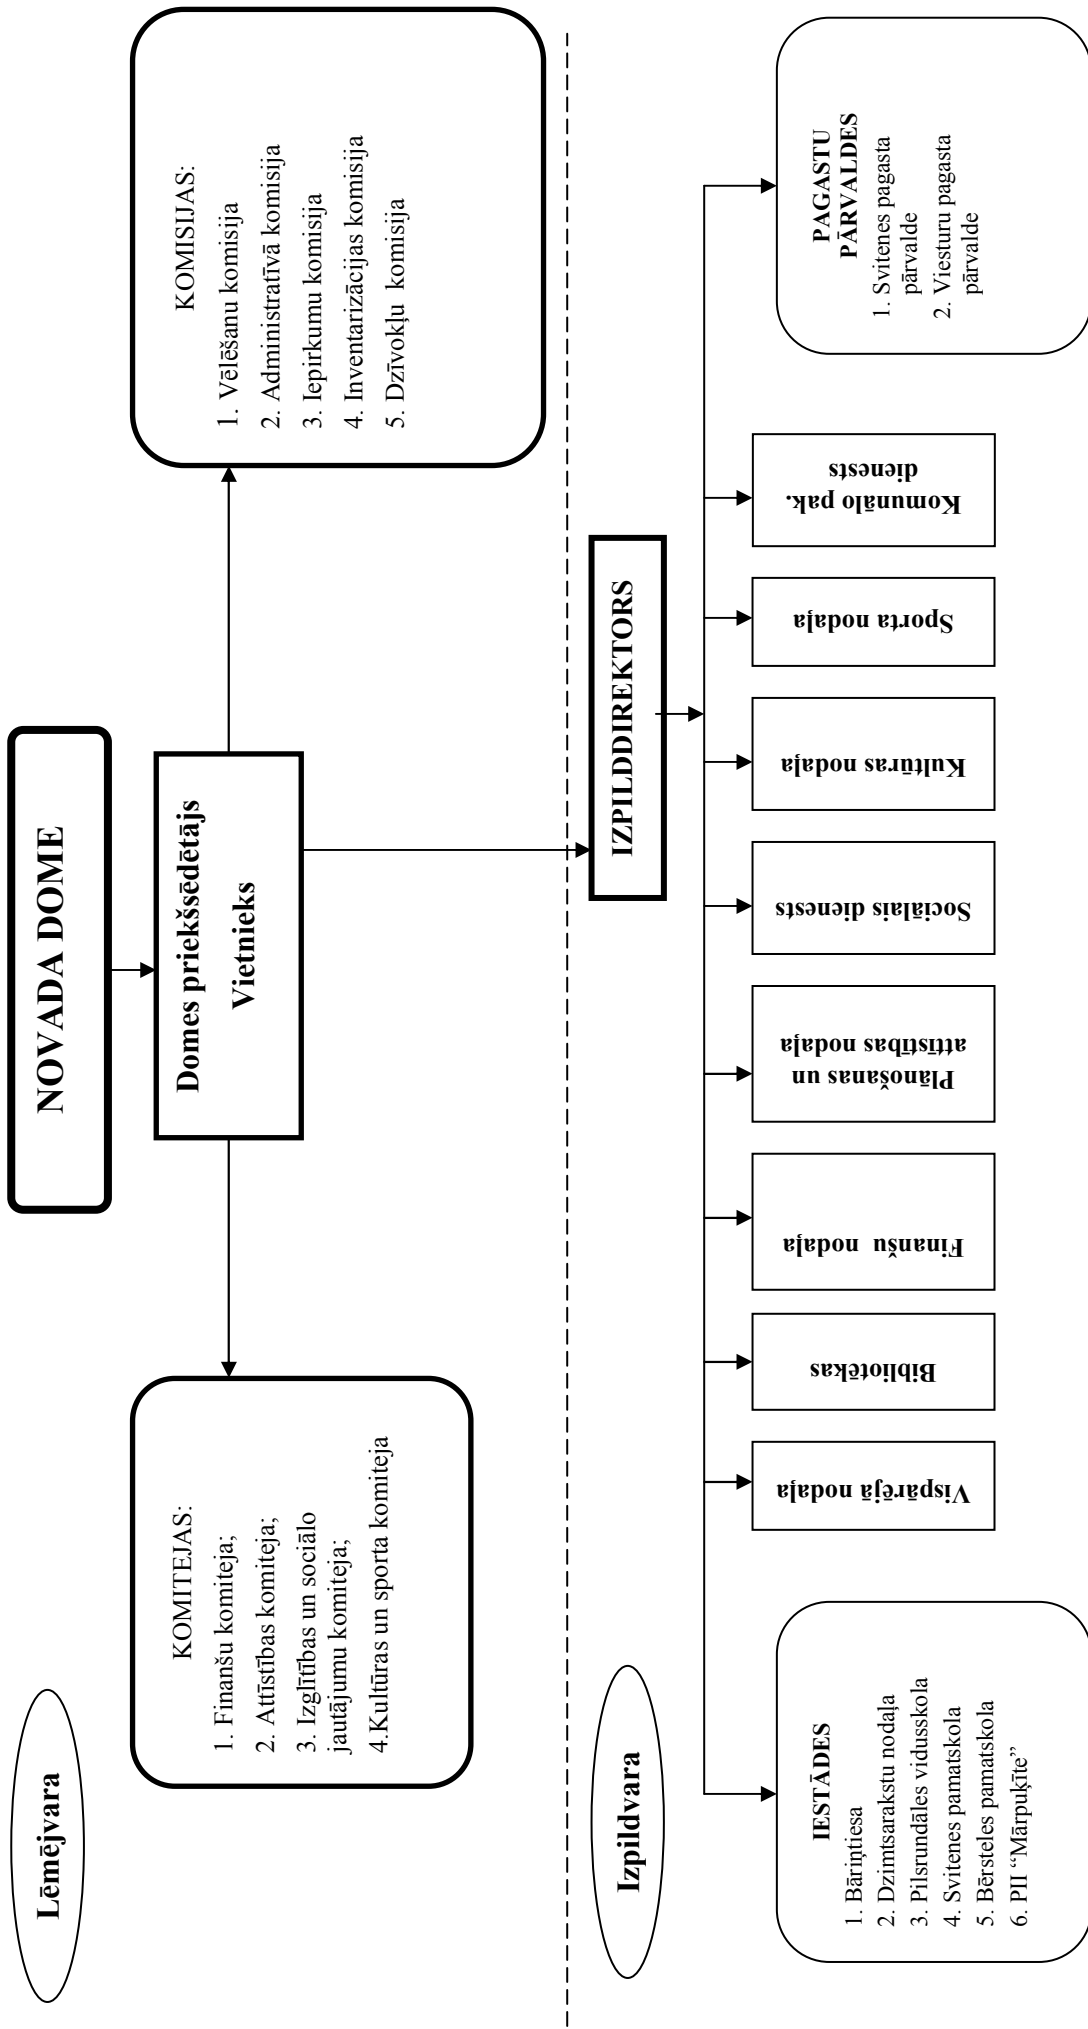 Lēmējvara
NOVADA DOME
Domes priekšsēdētājs
Vietnieks
KOMITEJAS:
1. Finanšu komiteja;
2. Attīstības komiteja;
3. Izglītības un sociālo
jautājumu komiteja;
4.Kultūras un sporta komiteja
KOMISIJAS:
1. Vēlēšanu komisija
2. Administratīvā komisija
3. Iepirkumu komisija
4. Inventarizācijas komisija
5. Dzīvokļu komisija
Izpildvara
IZPILDDIREKTORS
IESTĀDES
1. Bāriņtiesa
2. Dzimtsarakstu nodaļa
3. Pilsrundāles vidusskola
4. Svitenes pamatskola
5. Bērsteles pamatskola
6. PII “Mārpuķīte”
Vispārējā nodaļa
Bibliotēkas
Finanšu nodaļa
Plānošanas un
attīstības nodaļa
Sociālais dienests
Kultūras nodaļa
Sporta nodaļa
Komunālo pak.
dienests
PAGASTU
PĀRVALDES
1. Svitenes pagasta
pārvalde
2. Viesturu pagasta
pārvalde